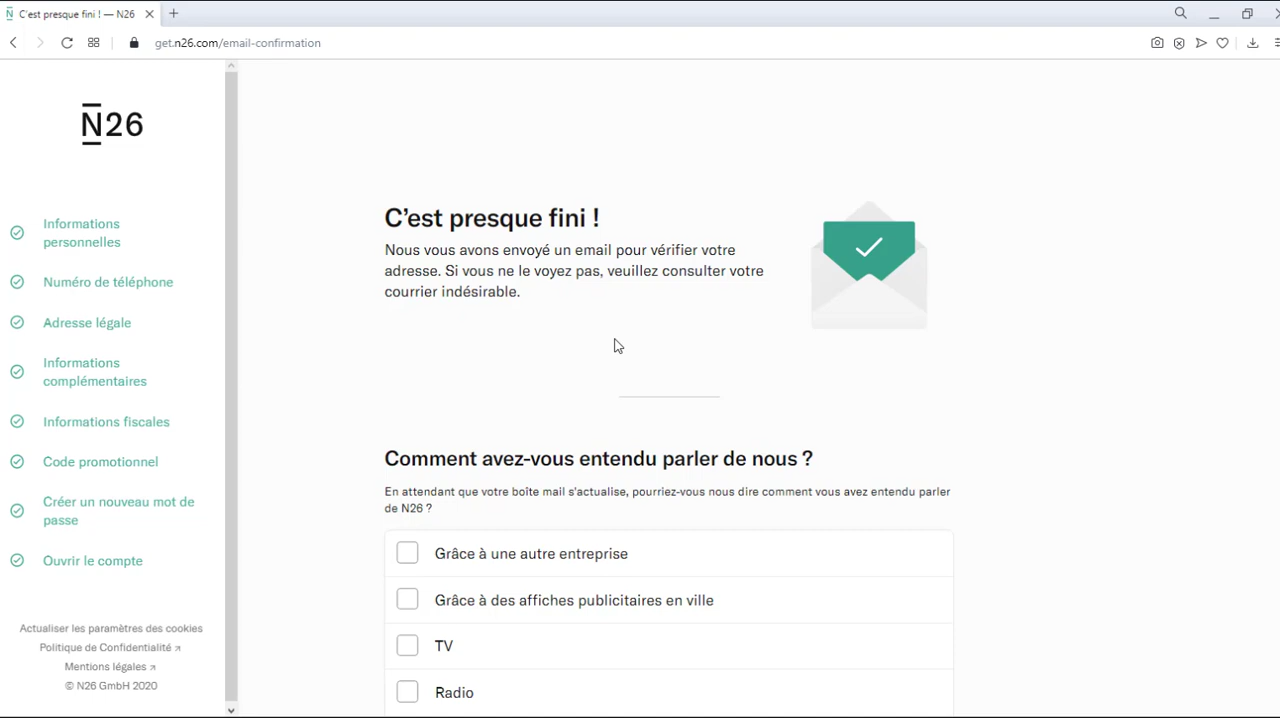 C'est presque fini ! — N26
get.n26.com/email-confirmation
N26
Informations
personnelles
Numéro de téléphone
Adresse légale
Informations
complémentaires
Informations fiscales
Code promotionnel
Créer un nouveau mot de
passe
Ouvrir le compte
Actualiser les paramètres des cookies
Politique de Confidentialité ↗
Mentions légales ↗
© N26 GmbH 2020
C'est presque fini !
Nous vous avons envoyé un email pour vérifier votre
adresse. Si vous ne le voyez pas, veuillez consulter votre
courrier indésirable.
Comment avez-vous entendu parler de nous ?
En attendant que votre boîte mail s'actualise, pourriez-vous nous dire comment vous avez entendu parler
de N26 ?
Grâce à une autre entreprise
Grâce à des affiches publicitaires en ville
TV
Radio